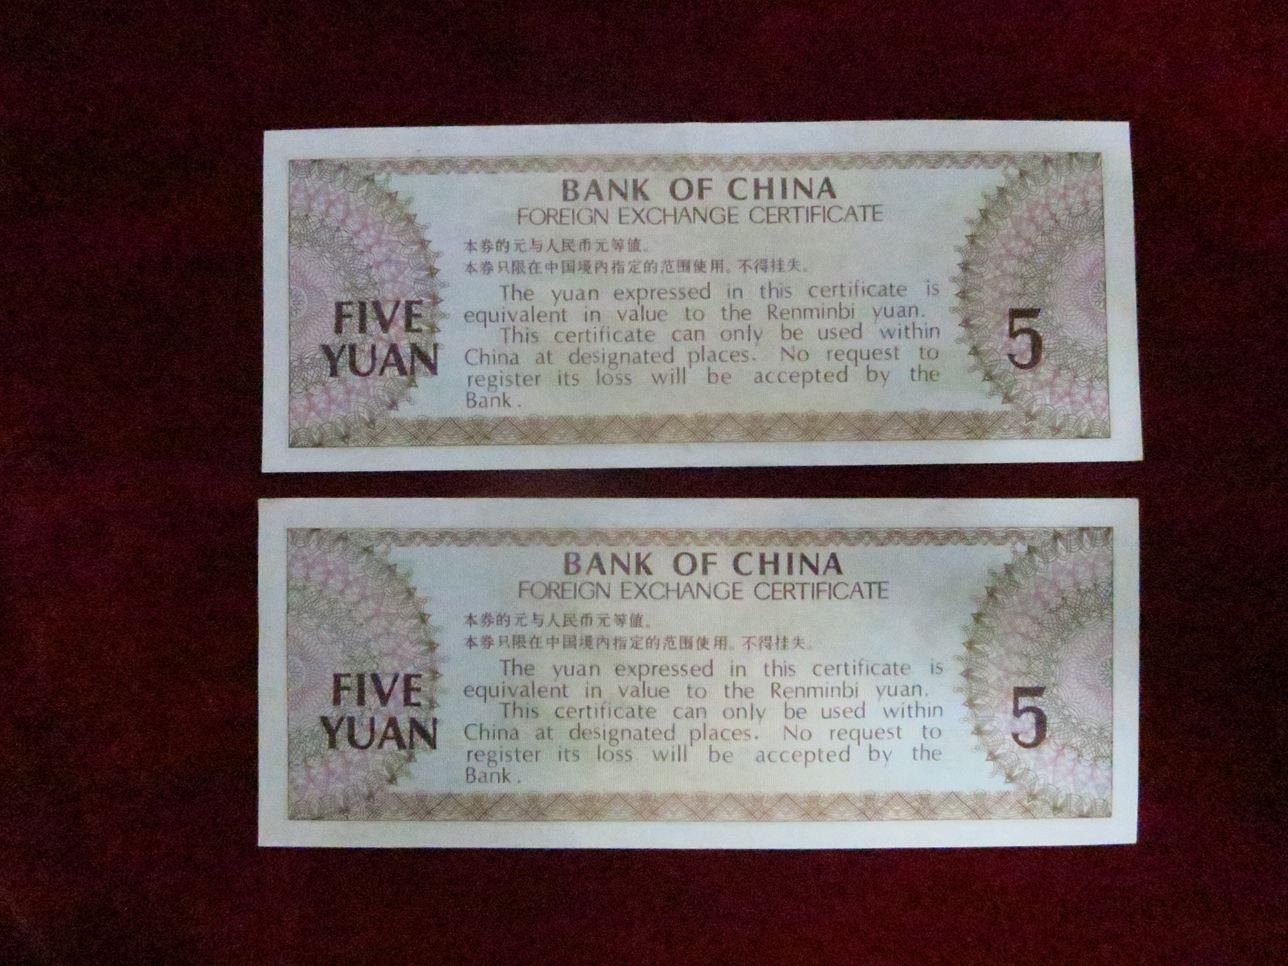 BANK OF CHINA
FOREIGN EXCHANGE CERTIFICATE
本券的元与人民币元等值。
本券只限在中国境内指定的范围使用。不得挂失。
The yuan expressed in this certificate is
equivalent in value to the Renminbi yuan.
This certificate can only be used within
China at designated places. No request to
register its loss will be accepted by the
Bank.
FIVE
YUAN
5
BANK OF CHINA
FOREIGN EXCHANGE CERTIFICATE
本券的元与人民币元等值。
本券只限在中国境内指定的范围使用。不得挂失。
The yuan expressed in this certificate is
equivalent in value to the Renminbi yuan.
This certificate can only be used within
China at designated places. No request to
register its loss will be accepted by the
Bank.
FIVE
YUAN
5